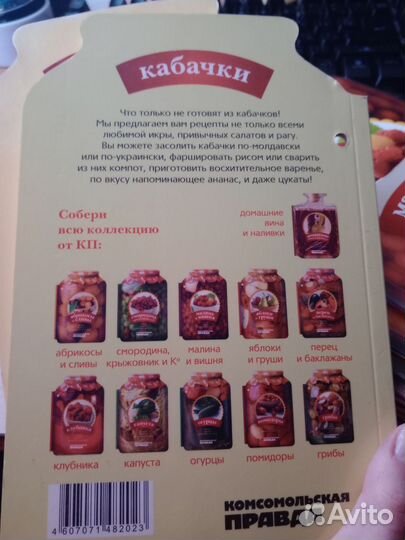 кабачки
Что только не готовят из кабачков!
Мы предлагаем вам рецепты не только всеми
любимой икры, привычных салатов и рагу.
Вы можете засолить кабачки по-молдавски
или по-украински, фаршировать рисом или сварить
из них компот, приготовить восхитительное варенье,
по вкусу напоминающее ананас, и даже цукаты!
Собери
всю коллекцию
от КП:
домашние
вина
и наливки
абрикосы
и сливы
смородина,
крыжовник и К°
малина
и вишня
яблоки
и груши
перец
и баклажаны
клубника
капуста
огурцы
помидоры
грибы
4 607071 482023
КОМСОМОЛЬСКАЯ
ПРАВДА
Avito